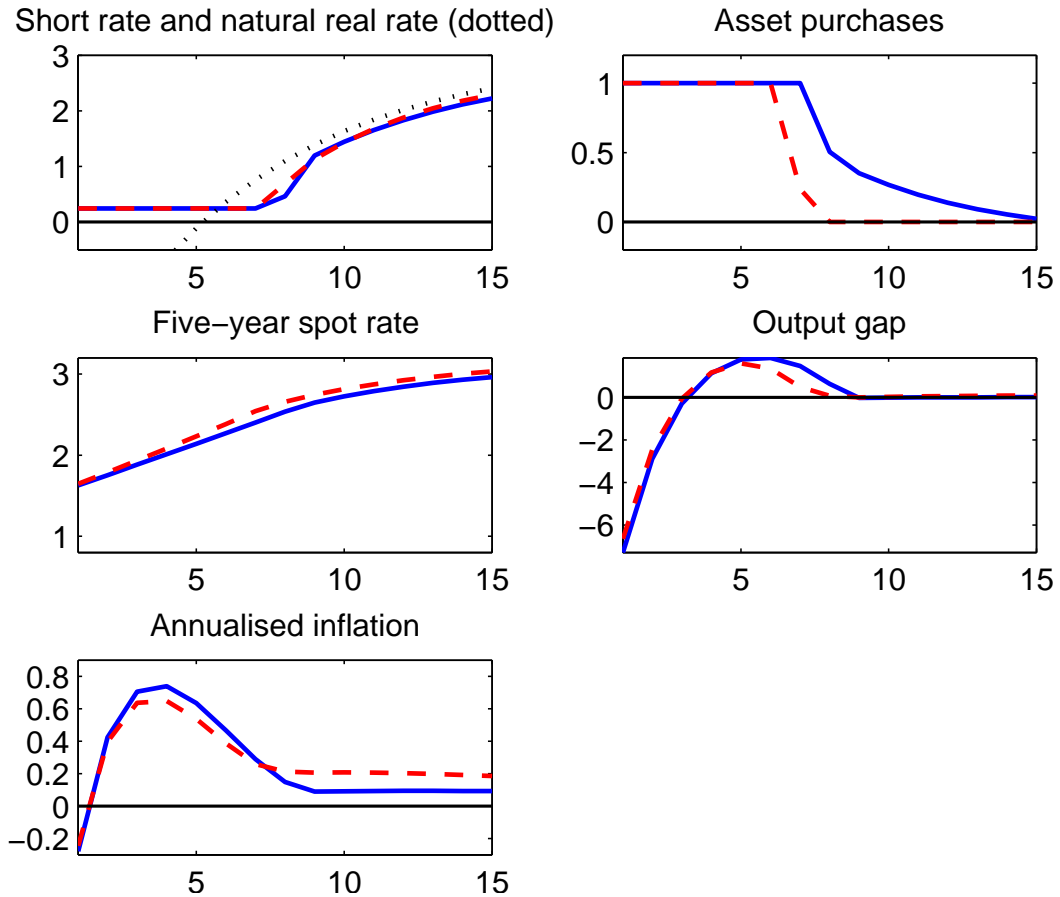 Short rate and natural real rate (dotted)
3
2
1
0
5 10 15
Asset purchases
1
0.5
0
5 10 15
Five−year spot rate
3
2
1
5 10 15
Output gap
0
−2
−4
−6
5 10 15
Annualised inflation
0.8
0.6
0.4
0.2
0
−0.2
5 10 15